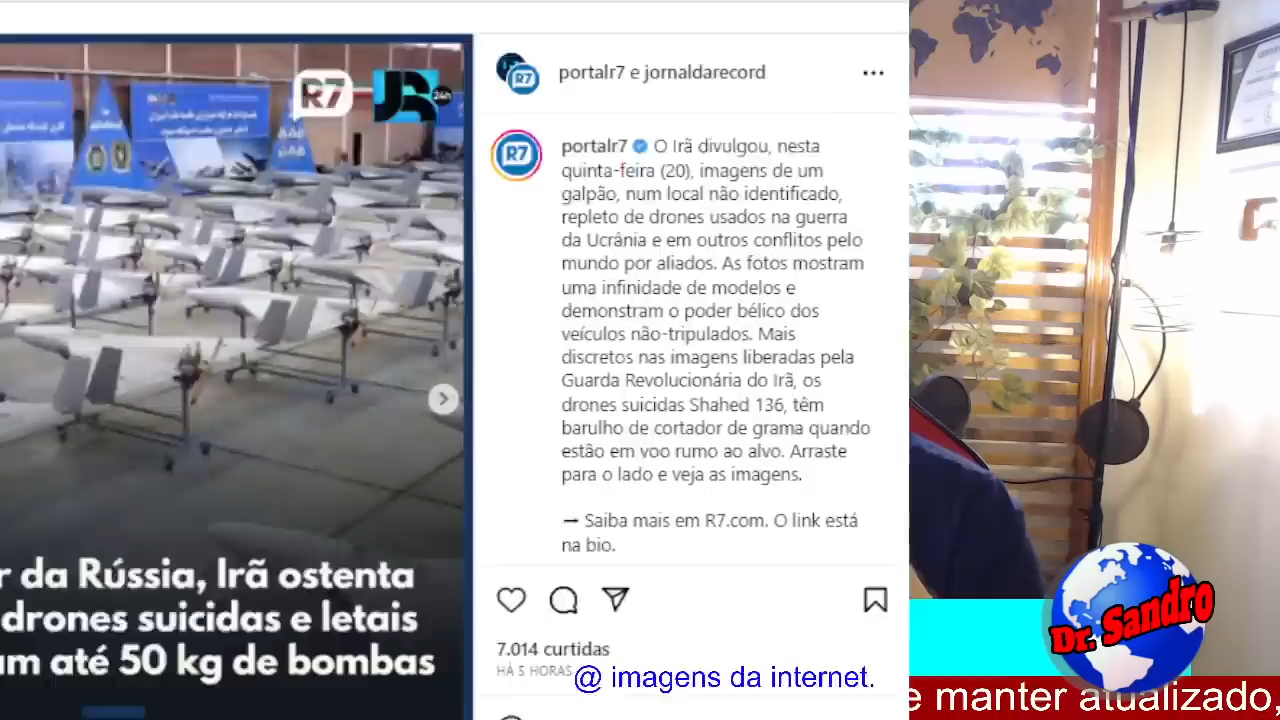 R7
JR
24h
r da Rússia, Irã ostenta
drones suicidas e letais
am até 50 kg de bombas
portalr7 e jornaldarecord
R7
portalr7 O Irã divulgou, nesta
quinta-feira (20), imagens de um
galpão, num local não identificado,
repleto de drones usados na guerra
da Ucrânia e em outros conflitos pelo
mundo por aliados. As fotos mostram
uma infinidade de modelos e
demonstram o poder bélico dos
veículos não-tripulados. Mais
discretos nas imagens liberadas pela
Guarda Revolucionária do Irã, os
drones suicidas Shahed 136, têm
barulho de cortador de grama quando
estão em voo rumo ao alvo. Arraste
para o lado e veja as imagens.
➞ Saiba mais em R7.com. O link está
na bio.
7.014 curtidas
HÁ 5 HORAS
@ imagens da internet.
Dr. Sandro
e manter atualizado,